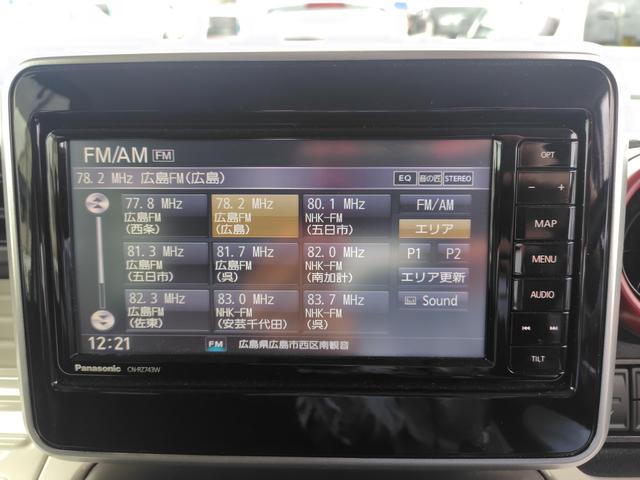 FM/AM FM
78.2 MHz 広島FM(広島) EQ 音の匠 STEREO
77.8 MHz 広島FM (西条)
78.2 MHz 広島FM (広島)
80.1 MHz NHK-FM (五日市)
FM/AM
エリア
81.3 MHz 広島FM (五日市)
81.7 MHz 広島FM (呉)
82.0 MHz NHK-FM (南加計)
P1 P2
エリア更新
82.3 MHz 広島FM (佐東)
83.0 MHz NHK-FM (安芸千代田)
83.7 MHz NHK-FM (呉)
Sound
12:21 FM 広島県広島市西区南観音
Panasonic CN-RZ743W
OPT
− +
MAP
MENU
AUDIO
TILT